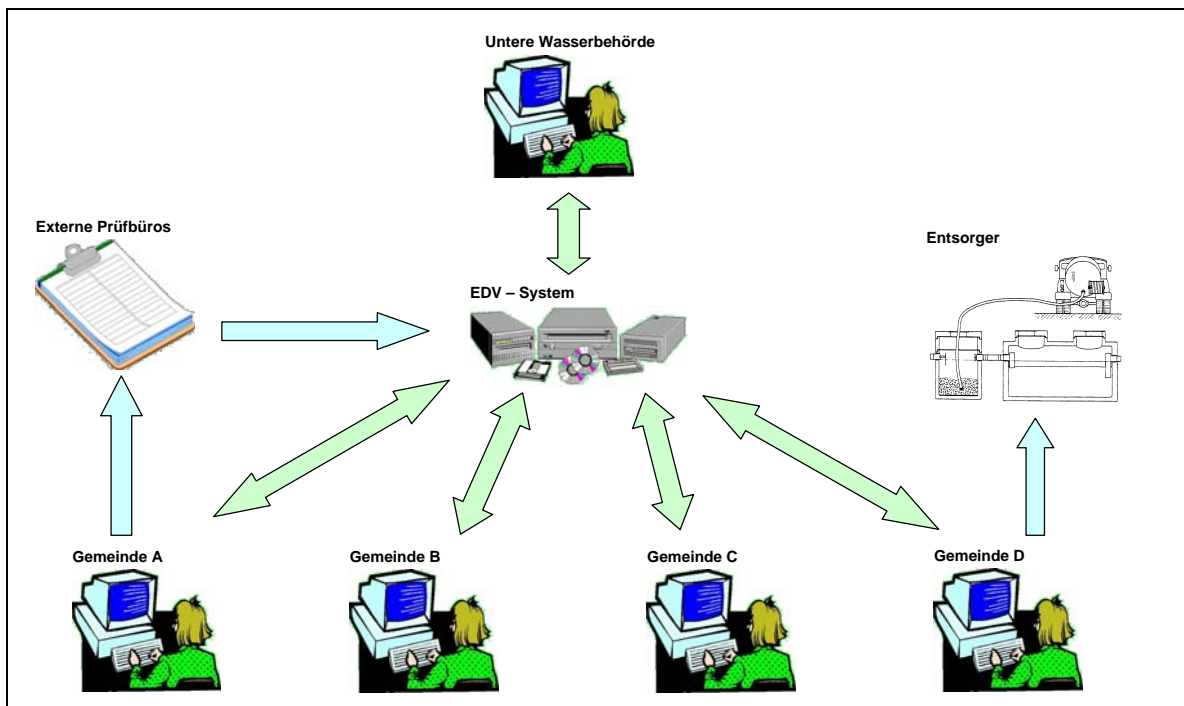 Untere Wasserbehörde
Externe Prüfbüros
Entsorger
EDV – System
Gemeinde A
Gemeinde B
Gemeinde C
Gemeinde D